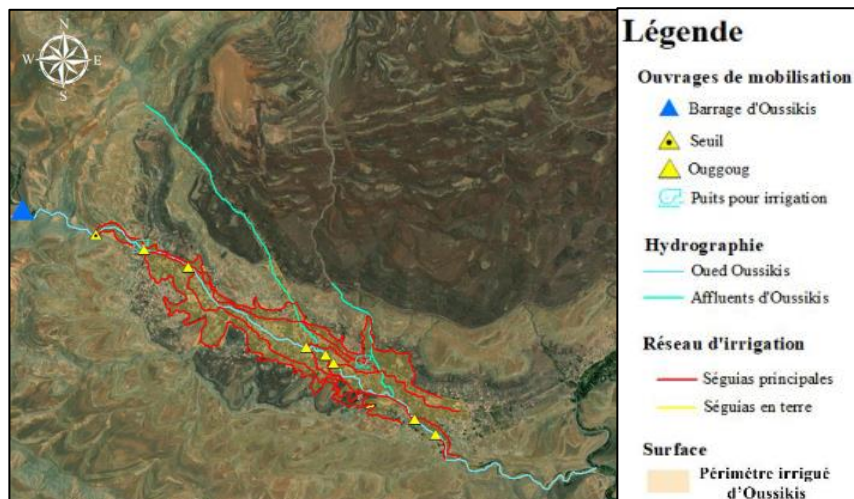 N
W E
S
Légende
Ouvrages de mobilisation
Barrage d'Oussikis
Seuil
Ouggoug
Puits pour irrigation
Hydrographie
Oued Oussikis
Affluents d'Oussikis
Réseau d'irrigation
Séguias principales
Séguias en terre
Surface
Périmètre irrigué
d'Oussikis